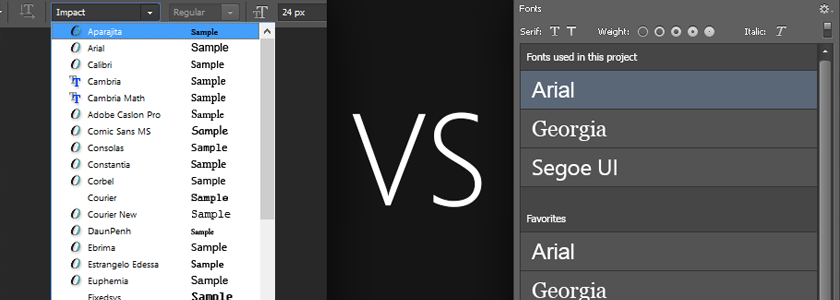 Impact
Regular
24 px
Aparajita Sample
Arial Sample
Calibri Sample
Cambria Sample
Cambria Math Sample
Adobe Caslon Pro Sample
Comic Sans MS Sample
Consolas Sample
Constantia Sample
Corbel Sample
Courier Sample
Courier New Sample
DaunPenh Sample
Ebrima Sample
Estrangelo Edessa Sample
Euphemia Sample
Fixedsys Sample
VS
Fonts
Serif: T T Weight: Italic: T
Fonts used in this project
Arial
Georgia
Segoe UI
Favorites
Arial
Georgia